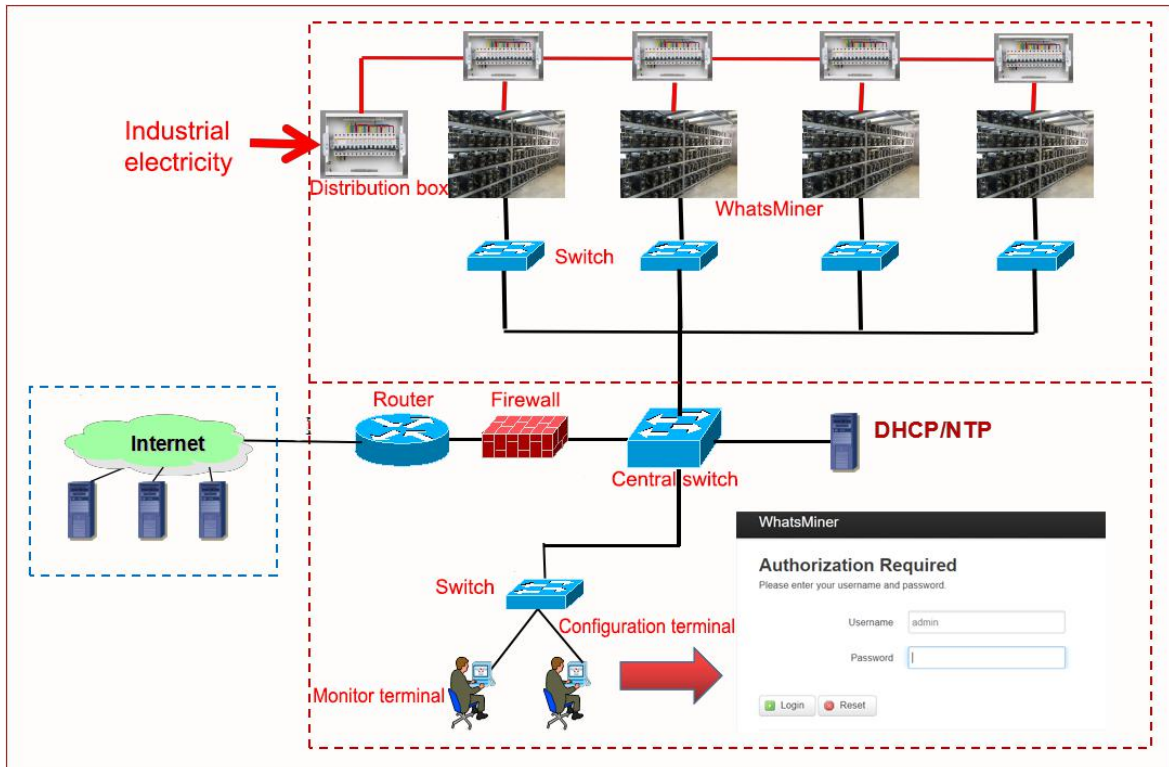 Industrial
electricity
Distribution box
WhatsMiner
Switch
Router
Firewall
Internet
DHCP/NTP
Central switch
Switch
Configuration terminal
Monitor terminal
WhatsMiner
Authorization Required
Please enter your username and password.
Username admin
Password
Login Reset